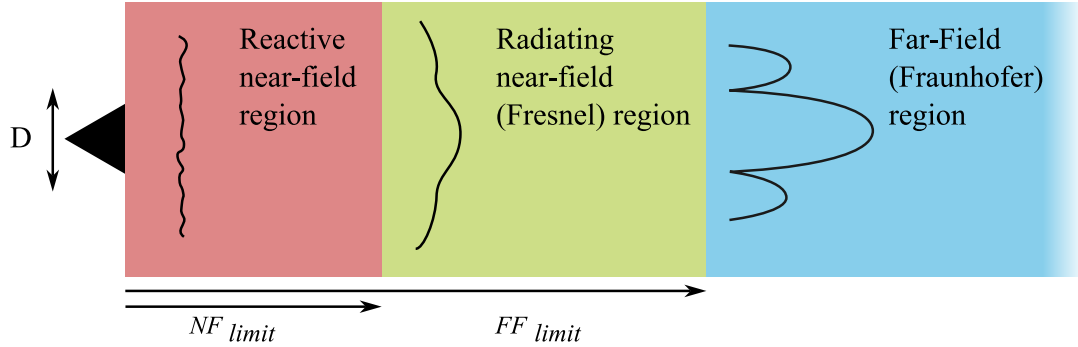 Reactive
near-field
region
Radiating
near-field
(Fresnel) region
Far-Field
(Fraunhofer)
region
D
NF limit
FF limit